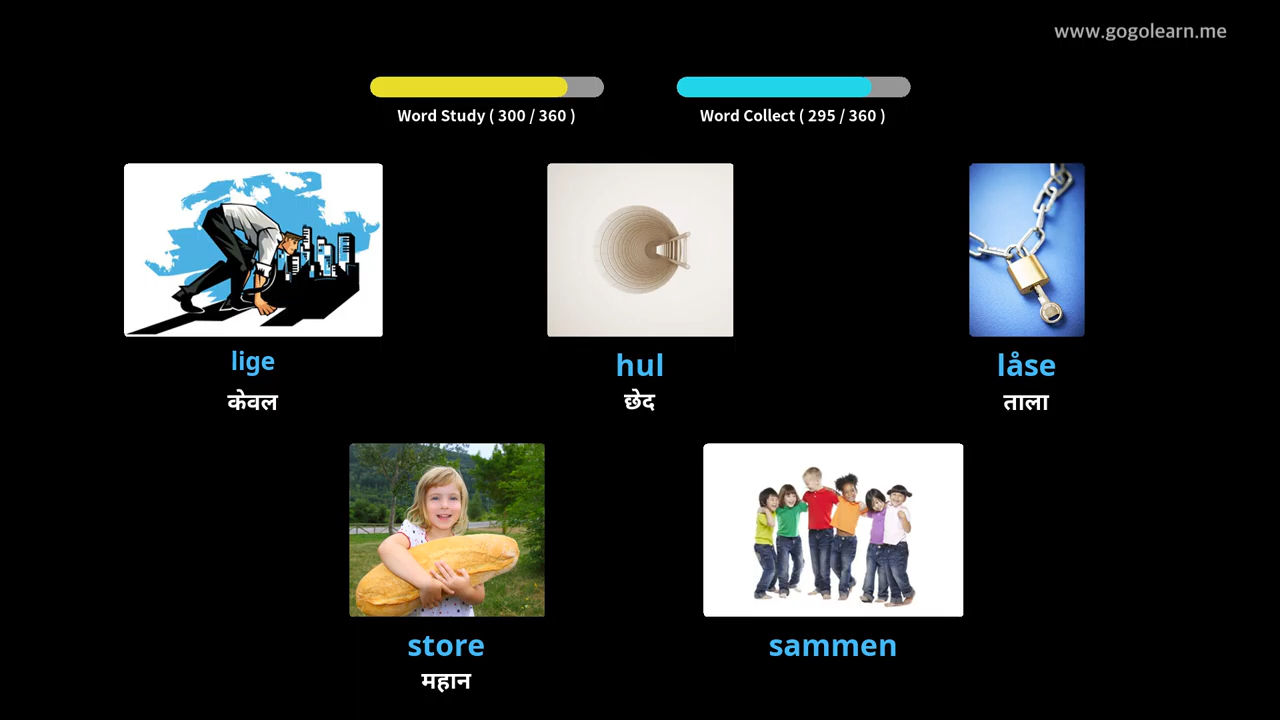 www.gogolearn.me
Word Study ( 300 / 360 )
Word Collect ( 295 / 360 )
lige
केवल
hul
छेद
låse
ताला
store
महान
sammen